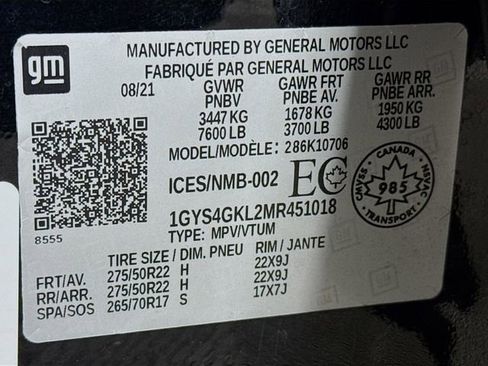 gm
MANUFACTURED BY GENERAL MOTORS LLC
FABRIQUÉ PAR GENERAL MOTORS LLC
08/21 GVWR GAWR FRT GAWR RR
PNBV PNBE AV. PNBE ARR.
3447 KG 1678 KG 1950 KG
7600 LB 3700 LB 4300 LB
MODEL/MODÈLE: 286K10706
ICES/NMB-002 EC
CANADA
CMVSS 985 NSVAC
TRANSPORT
1GYS4GKL2MR451018
8555 TYPE: MPV/VTUM
TIRE SIZE / DIM. PNEU RIM / JANTE
FRT/AV. 275/50R22 H 22X9J
RR/ARR. 275/50R22 H 22X9J
SPA/SOS 265/70R17 S 17X7J